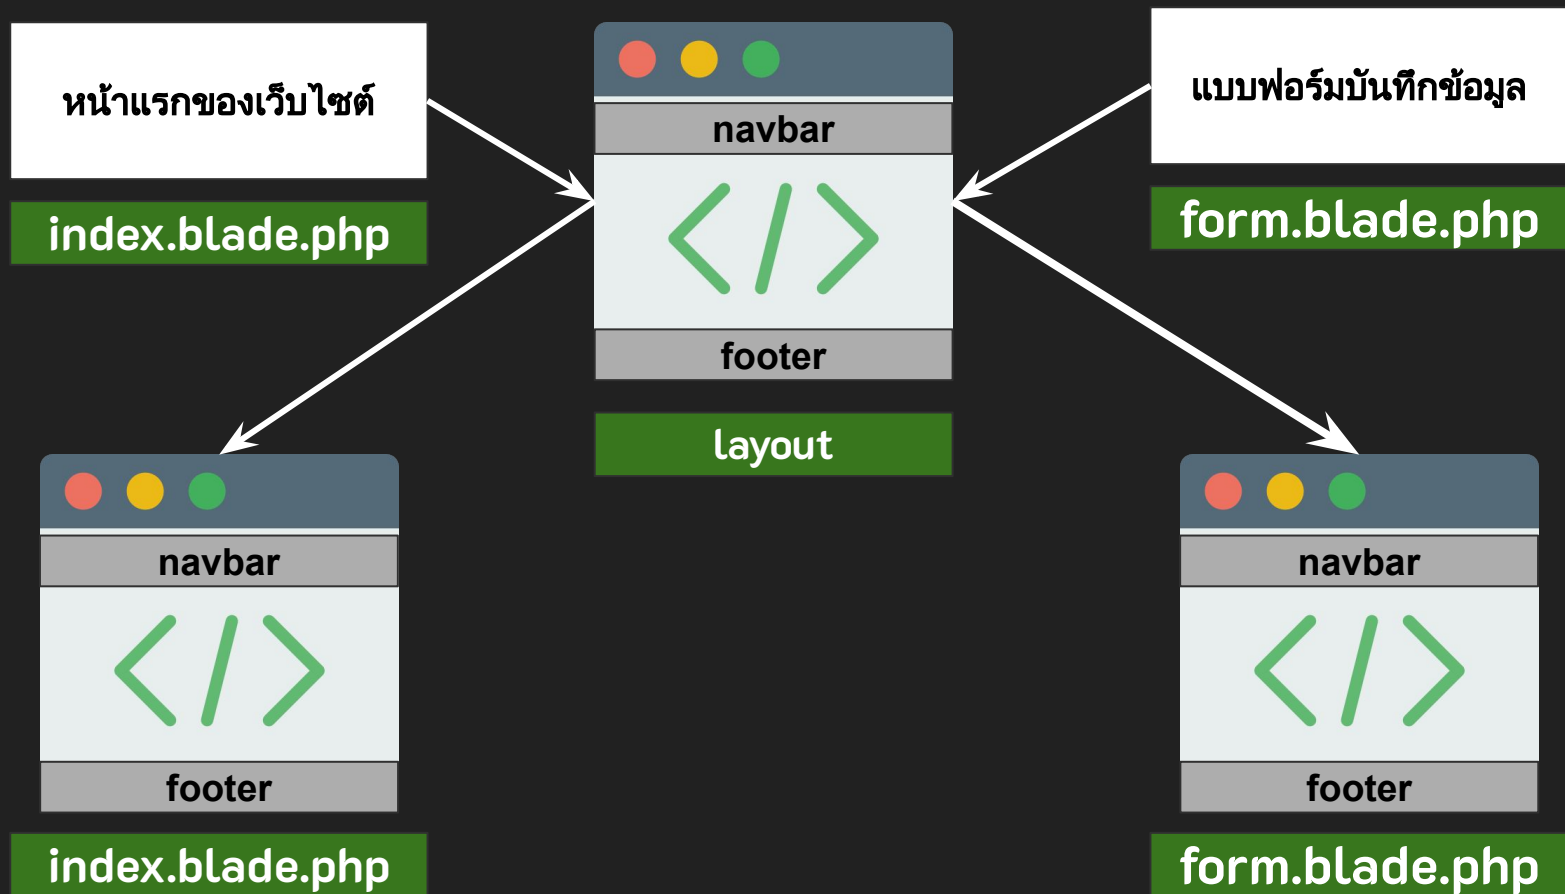 หน้าแรกของเว็บไซต์
index.blade.php
navbar
</>
footer
layout
แบบฟอร์มบันทึกข้อมูล
form.blade.php
navbar
</>
footer
index.blade.php
navbar
</>
footer
form.blade.php